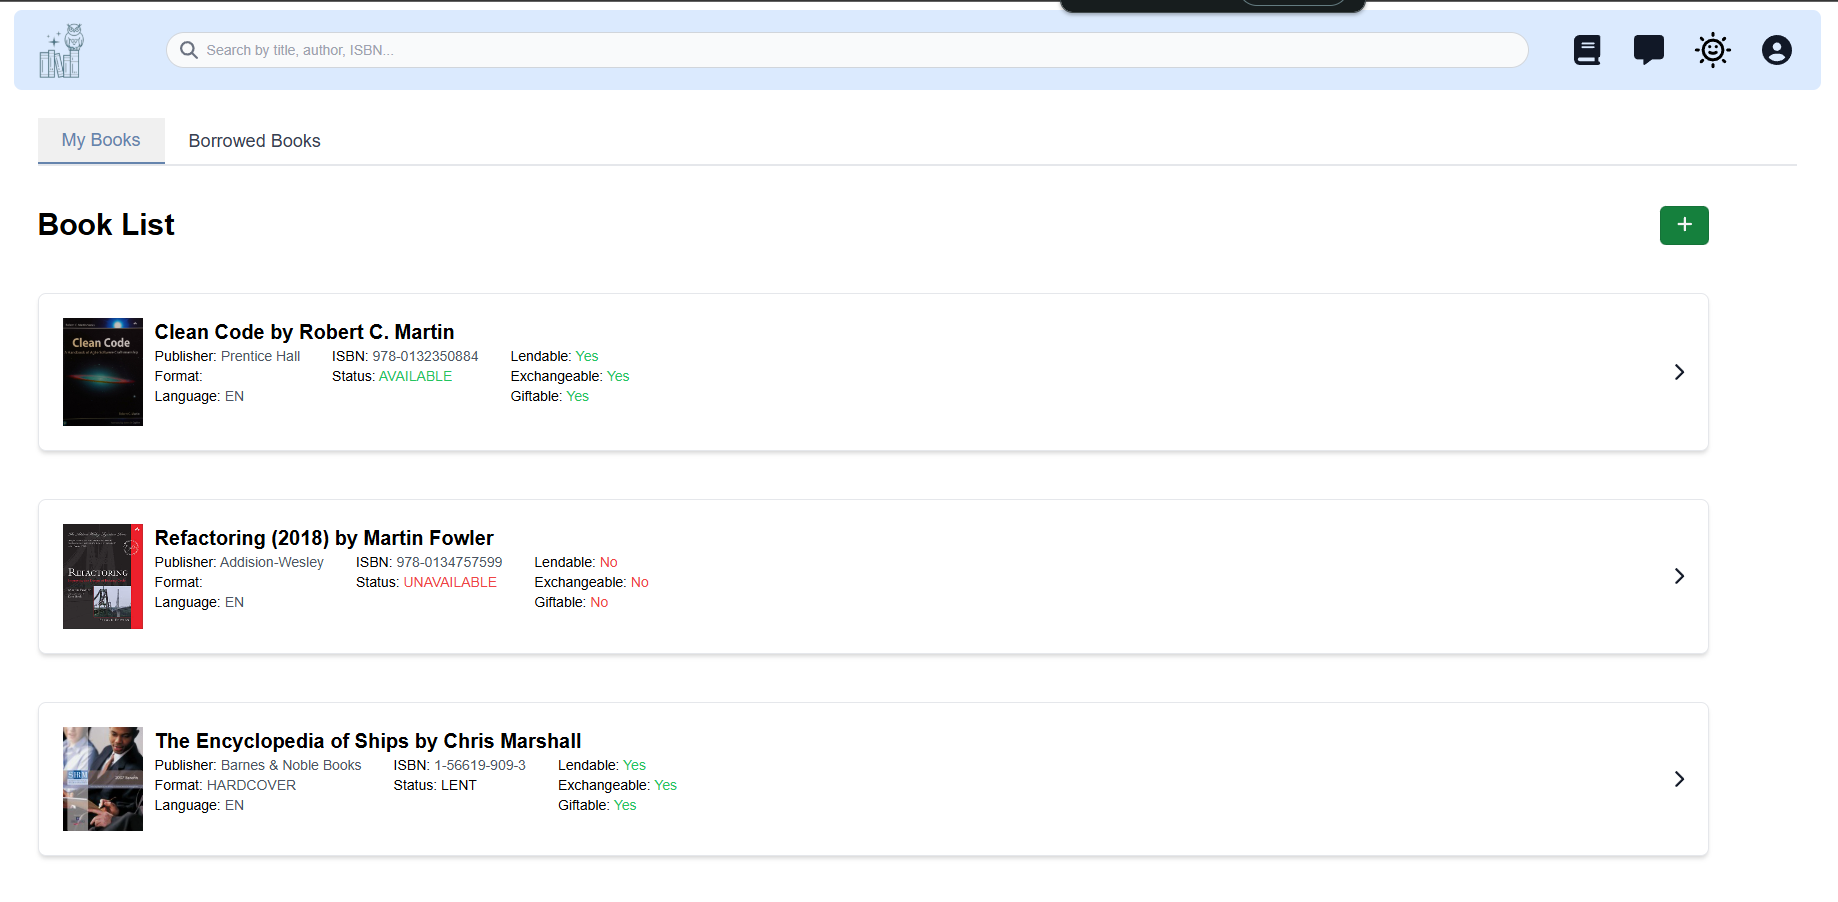 Search by title, author, ISBN...
My Books
Borrowed Books
Book List
Clean Code
Clean Code by Robert C. Martin
Publisher: Prentice Hall ISBN: 978-0132350884 Lendable: Yes
Format: Status: AVAILABLE Exchangeable: Yes
Language: EN Giftable: Yes
REFACTORING
Refactoring (2018) by Martin Fowler
Publisher: Addision-Wesley ISBN: 978-0134757599 Lendable: No
Format: Status: UNAVAILABLE Exchangeable: No
Language: EN Giftable: No
The Encyclopedia of Ships by Chris Marshall
Publisher: Barnes & Noble Books ISBN: 1-56619-909-3 Lendable: Yes
Format: HARDCOVER Status: LENT Exchangeable: Yes
Language: EN Giftable: Yes